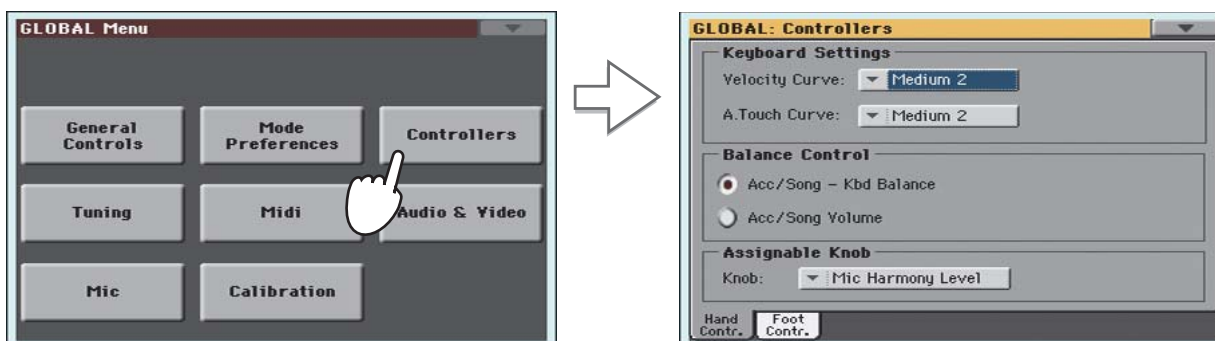 GLOBAL Menu
General
Controls
Mode
Preferences
Controllers
Tuning
Midi
Audio & Video
Mic
Calibration
GLOBAL: Controllers
Keyboard Settings
Velocity Curve: Medium 2
A.Touch Curve: Medium 2
Balance Control
Acc/Song - Kbd Balance
Acc/Song Volume
Assignable Knob
Knob: Mic Harmony Level
Hand
Contr.
Foot
Contr.